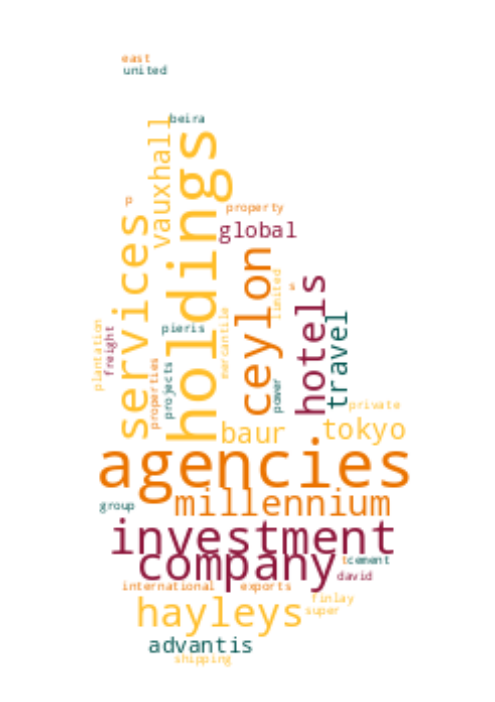 east
united
beira
vauxhall
holdings
p
services
property
global
ceylon
limited
s
hotels
travel
pieris
mercantile
plantation
freight
properties
projects
power
private
baur
tokyo
agencies
millennium
group
investment
company
t
cement
david
international
exports
finlay
hayleys
super
advantis
shipping